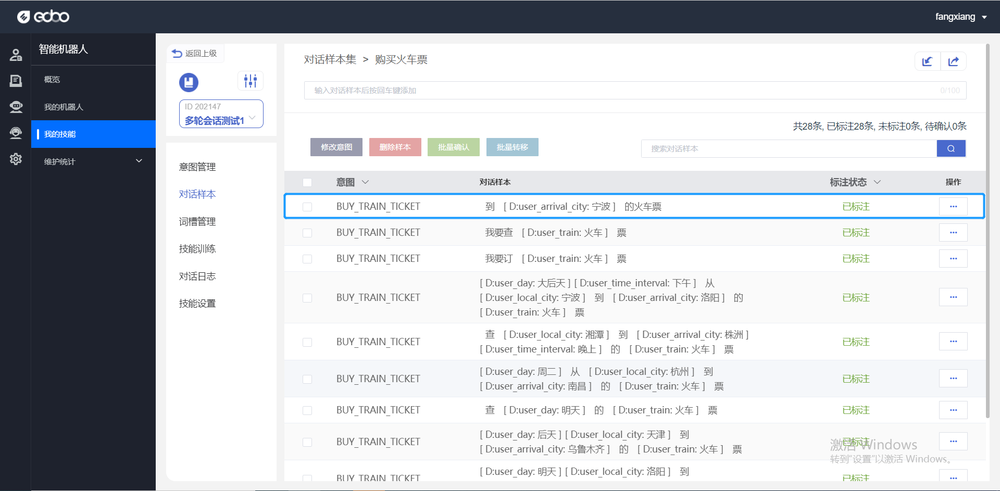 edoo
fangxiang
智能机器人
概览
我的机器人
我的技能
维护统计
返回上级
ID 202147
多轮会话测试1
意图管理
对话样本
词槽管理
技能训练
对话日志
技能设置
对话样本集 > 购买火车票
输入对话样本后按回车键添加 0/100
共28条, 已标注28条, 未标注0条, 待确认0条
修改意图 删除样本 批量确认 批量转移 搜索对话样本
意图 对话样本 标注状态 操作
BUY_TRAIN_TICKET 到 [ D:user_arrival_city: 宁波 ] 的火车票 已标注 ...
BUY_TRAIN_TICKET 我要查 [ D:user_train: 火车 ] 票 已标注 ...
BUY_TRAIN_TICKET 我要订 [ D:user_train: 火车 ] 票 已标注 ...
[ D:user_day: 大后天 ] [ D:user_time_interval: 下午 ] 从
BUY_TRAIN_TICKET [ D:user_local_city: 宁波 ] 到 [ D:user_arrival_city: 洛阳 ] 的 已标注 ...
[ D:user_train: 火车 ] 票
查 [ D:user_local_city: 湘潭 ] 到 [ D:user_arrival_city: 株洲 ]
BUY_TRAIN_TICKET 已标注 ...
[ D:user_time_interval: 晚上 ] 的 [ D:user_train: 火车 ] 票
[ D:user_day: 周二 ] 从 [ D:user_local_city: 杭州 ] 到
BUY_TRAIN_TICKET 已标注 ...
[ D:user_arrival_city: 南昌 ] 的 [ D:user_train: 火车 ] 票
BUY_TRAIN_TICKET 查 [ D:user_day: 明天 ] 的 [ D:user_train: 火车 ] 票 已标注 ...
[ D:user_day: 后天 ] [ D:user_local_city: 天津 ] 到
BUY_TRAIN_TICKET 已标注 ...
[ D:user_arrival_city: 乌鲁木齐 ] 的 [ D:user_train: 火车 ] 票
激活 Windows
转到“设置”以激活 Windows。
[ D:user_day: 明天 ] [ D:user_local_city: 洛阳 ] 到
BUY_TRAIN_TICKET 已标注 ...